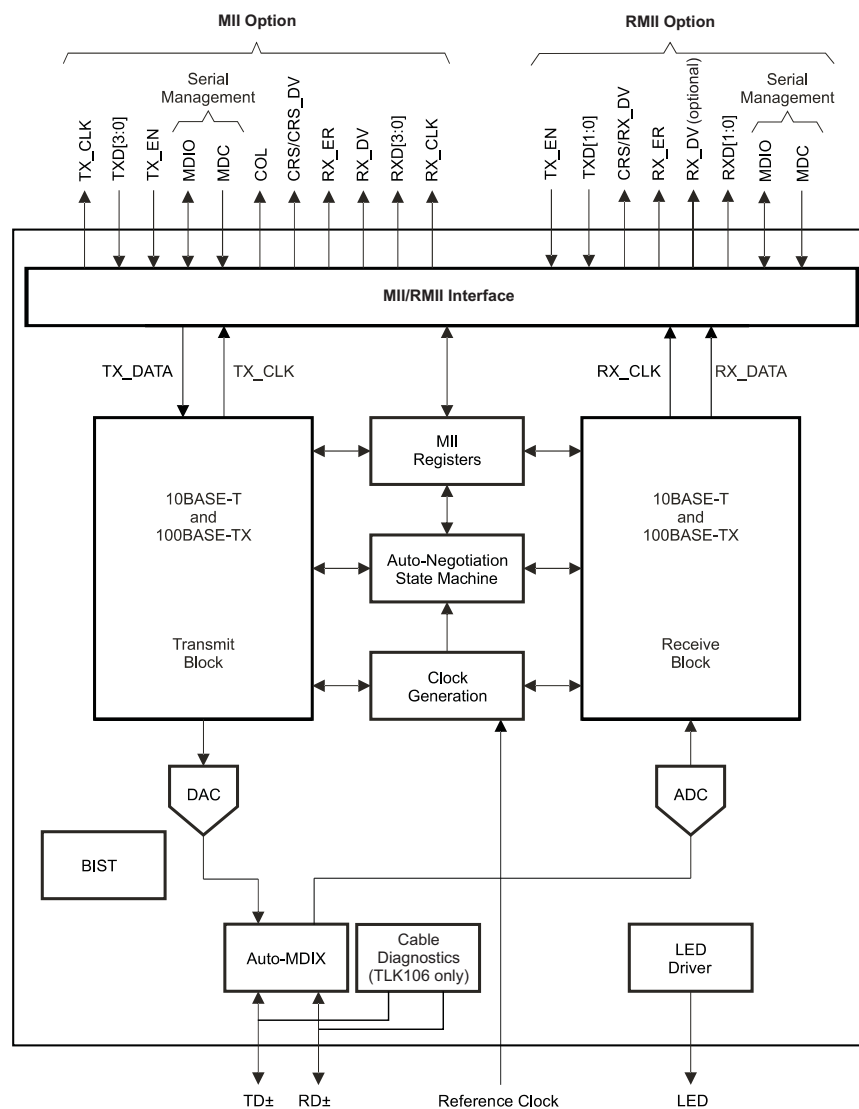 MII Option
RMII Option
Serial
Management
Serial
Management
TX_CLK
TXD[3:0]
TX_EN
MDIO
MDC
COL
CRS/CRS_DV
RX_ER
RX_DV
RXD[3:0]
RX_CLK
TX_EN
TXD[1:0]
CRS/RX_DV
RX_ER
RX_DV (optional)
RXD[1:0]
MDIO
MDC
MII/RMII Interface
TX_DATA
TX_CLK
RX_CLK
RX_DATA
10BASE-T
and
100BASE-TX
Transmit
Block
MII
Registers
Auto-Negotiation
State Machine
Clock
Generation
10BASE-T
and
100BASE-TX
Receive
Block
DAC
ADC
BIST
Auto-MDIX
Cable
Diagnostics
(TLK106 only)
LED
Driver
TD±
RD±
Reference Clock
LED